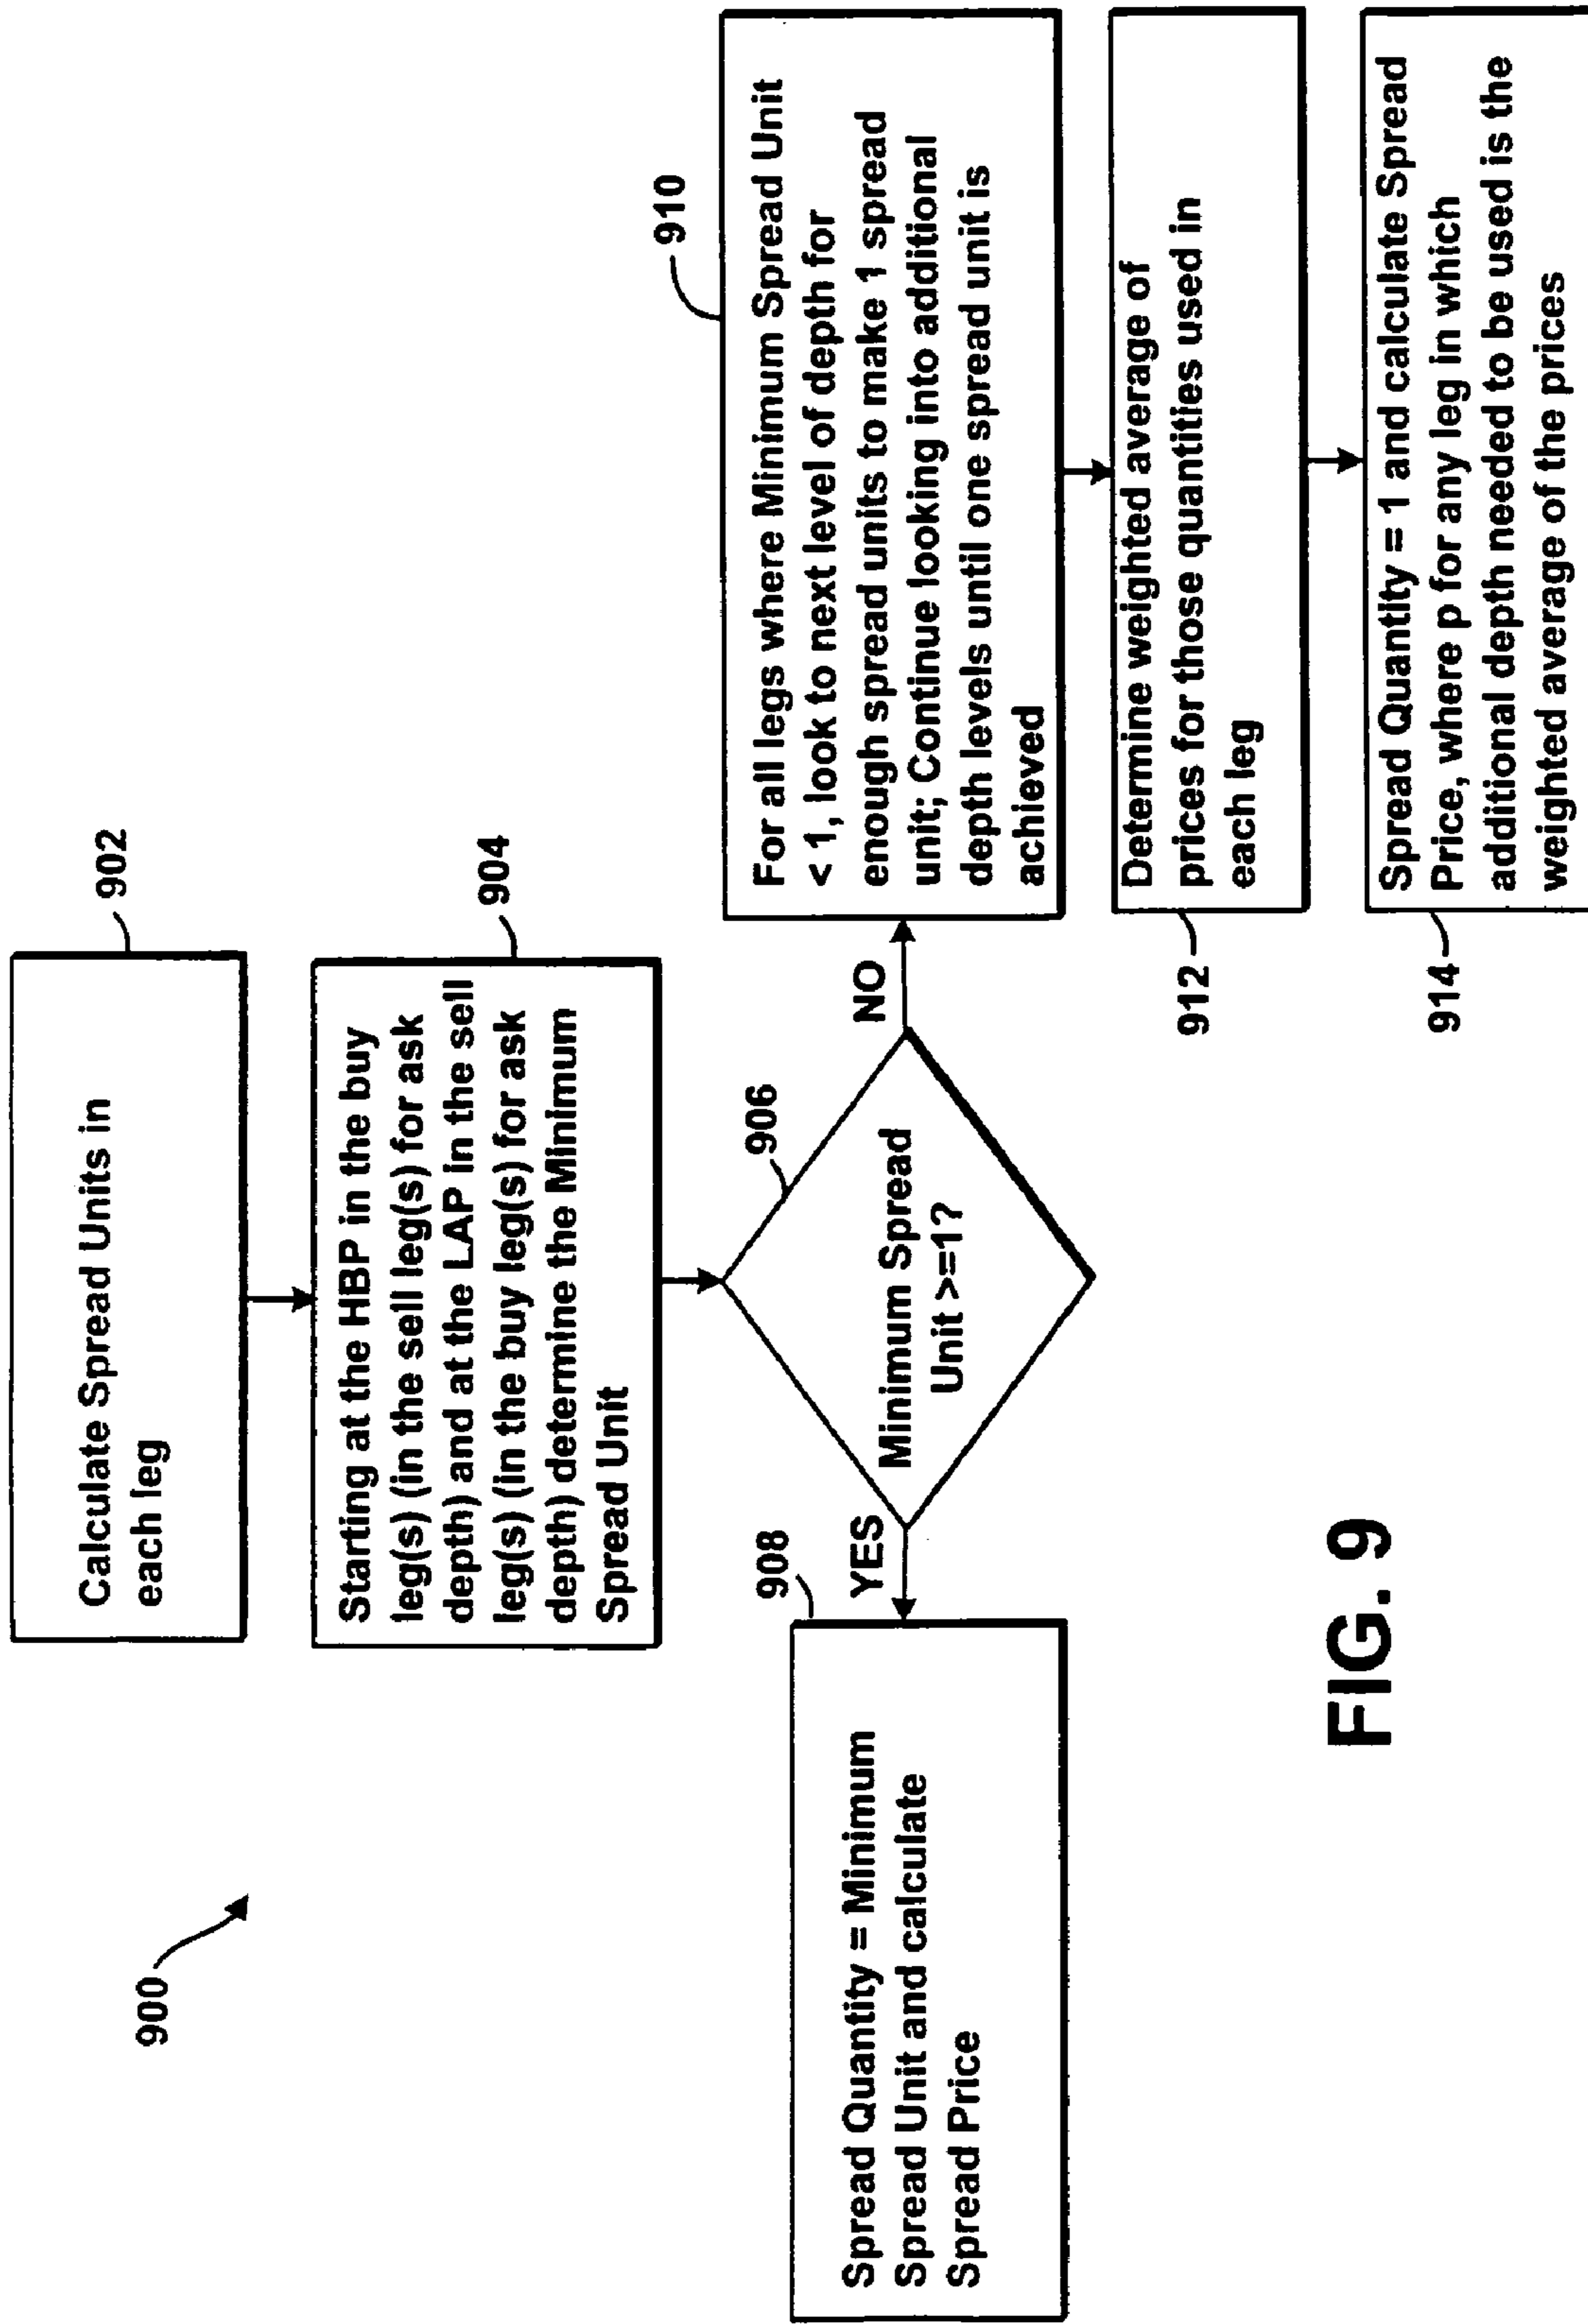 900
902
Calculate Spread Units in
each leg
904
Starting at the HBP in the buy
leg(s) (in the sell leg(s) for ask
depth) and at the LAP in the sell
leg(s) (in the buy leg(s) for ask
depth) determine the Minimum
Spread Unit
906
Minimum Spread
Unit >=1?
YES
NO
908
Spread Quantity = Minimum
Spread Unit and calculate
Spread Price
910
For all legs where Minimum Spread Unit
< 1, look to next level of depth for
enough spread units to make 1 spread
unit; Continue looking into additional
depth levels until one spread unit is
achieved
912
Determine weighted average of
prices for those quantities used in
each leg
914
Spread Quantity = 1 and calculate Spread
Price, where p for any leg in which
additional depth needed to be used is the
weighted average of the prices
FIG. 9